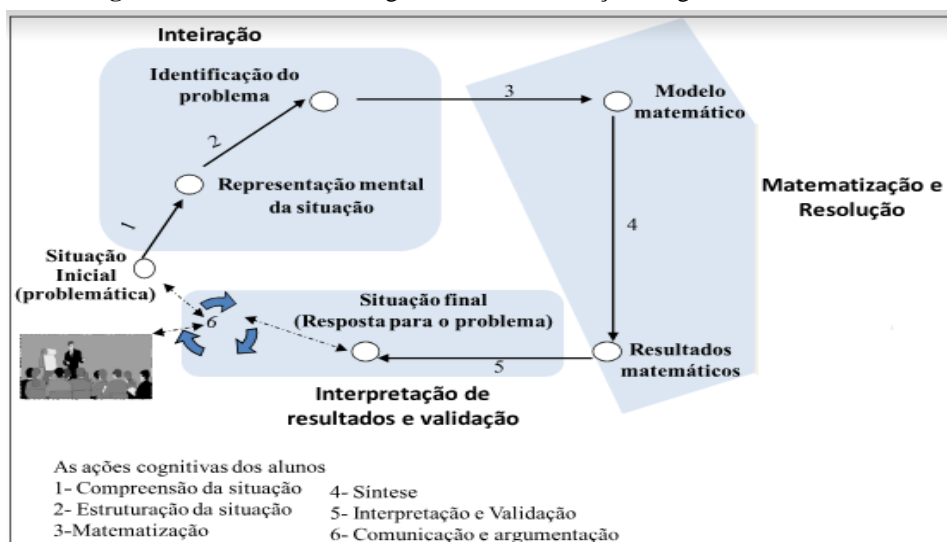 Inteiração
Identificação do
problema
3
Modelo
matemático
2
Representação mental
da situação
Matematização e
Resolução
1
4
Situação
Inicial
(problemática)
Situação final
(Resposta para o problema)
6
Resultados
matemáticos
5
Interpretação de
resultados e validação
As ações cognitivas dos alunos
1- Compreensão da situação
2- Estruturação da situação
3-Matematização
4- Síntese
5- Interpretação e Validação
6- Comunicação e argumentação